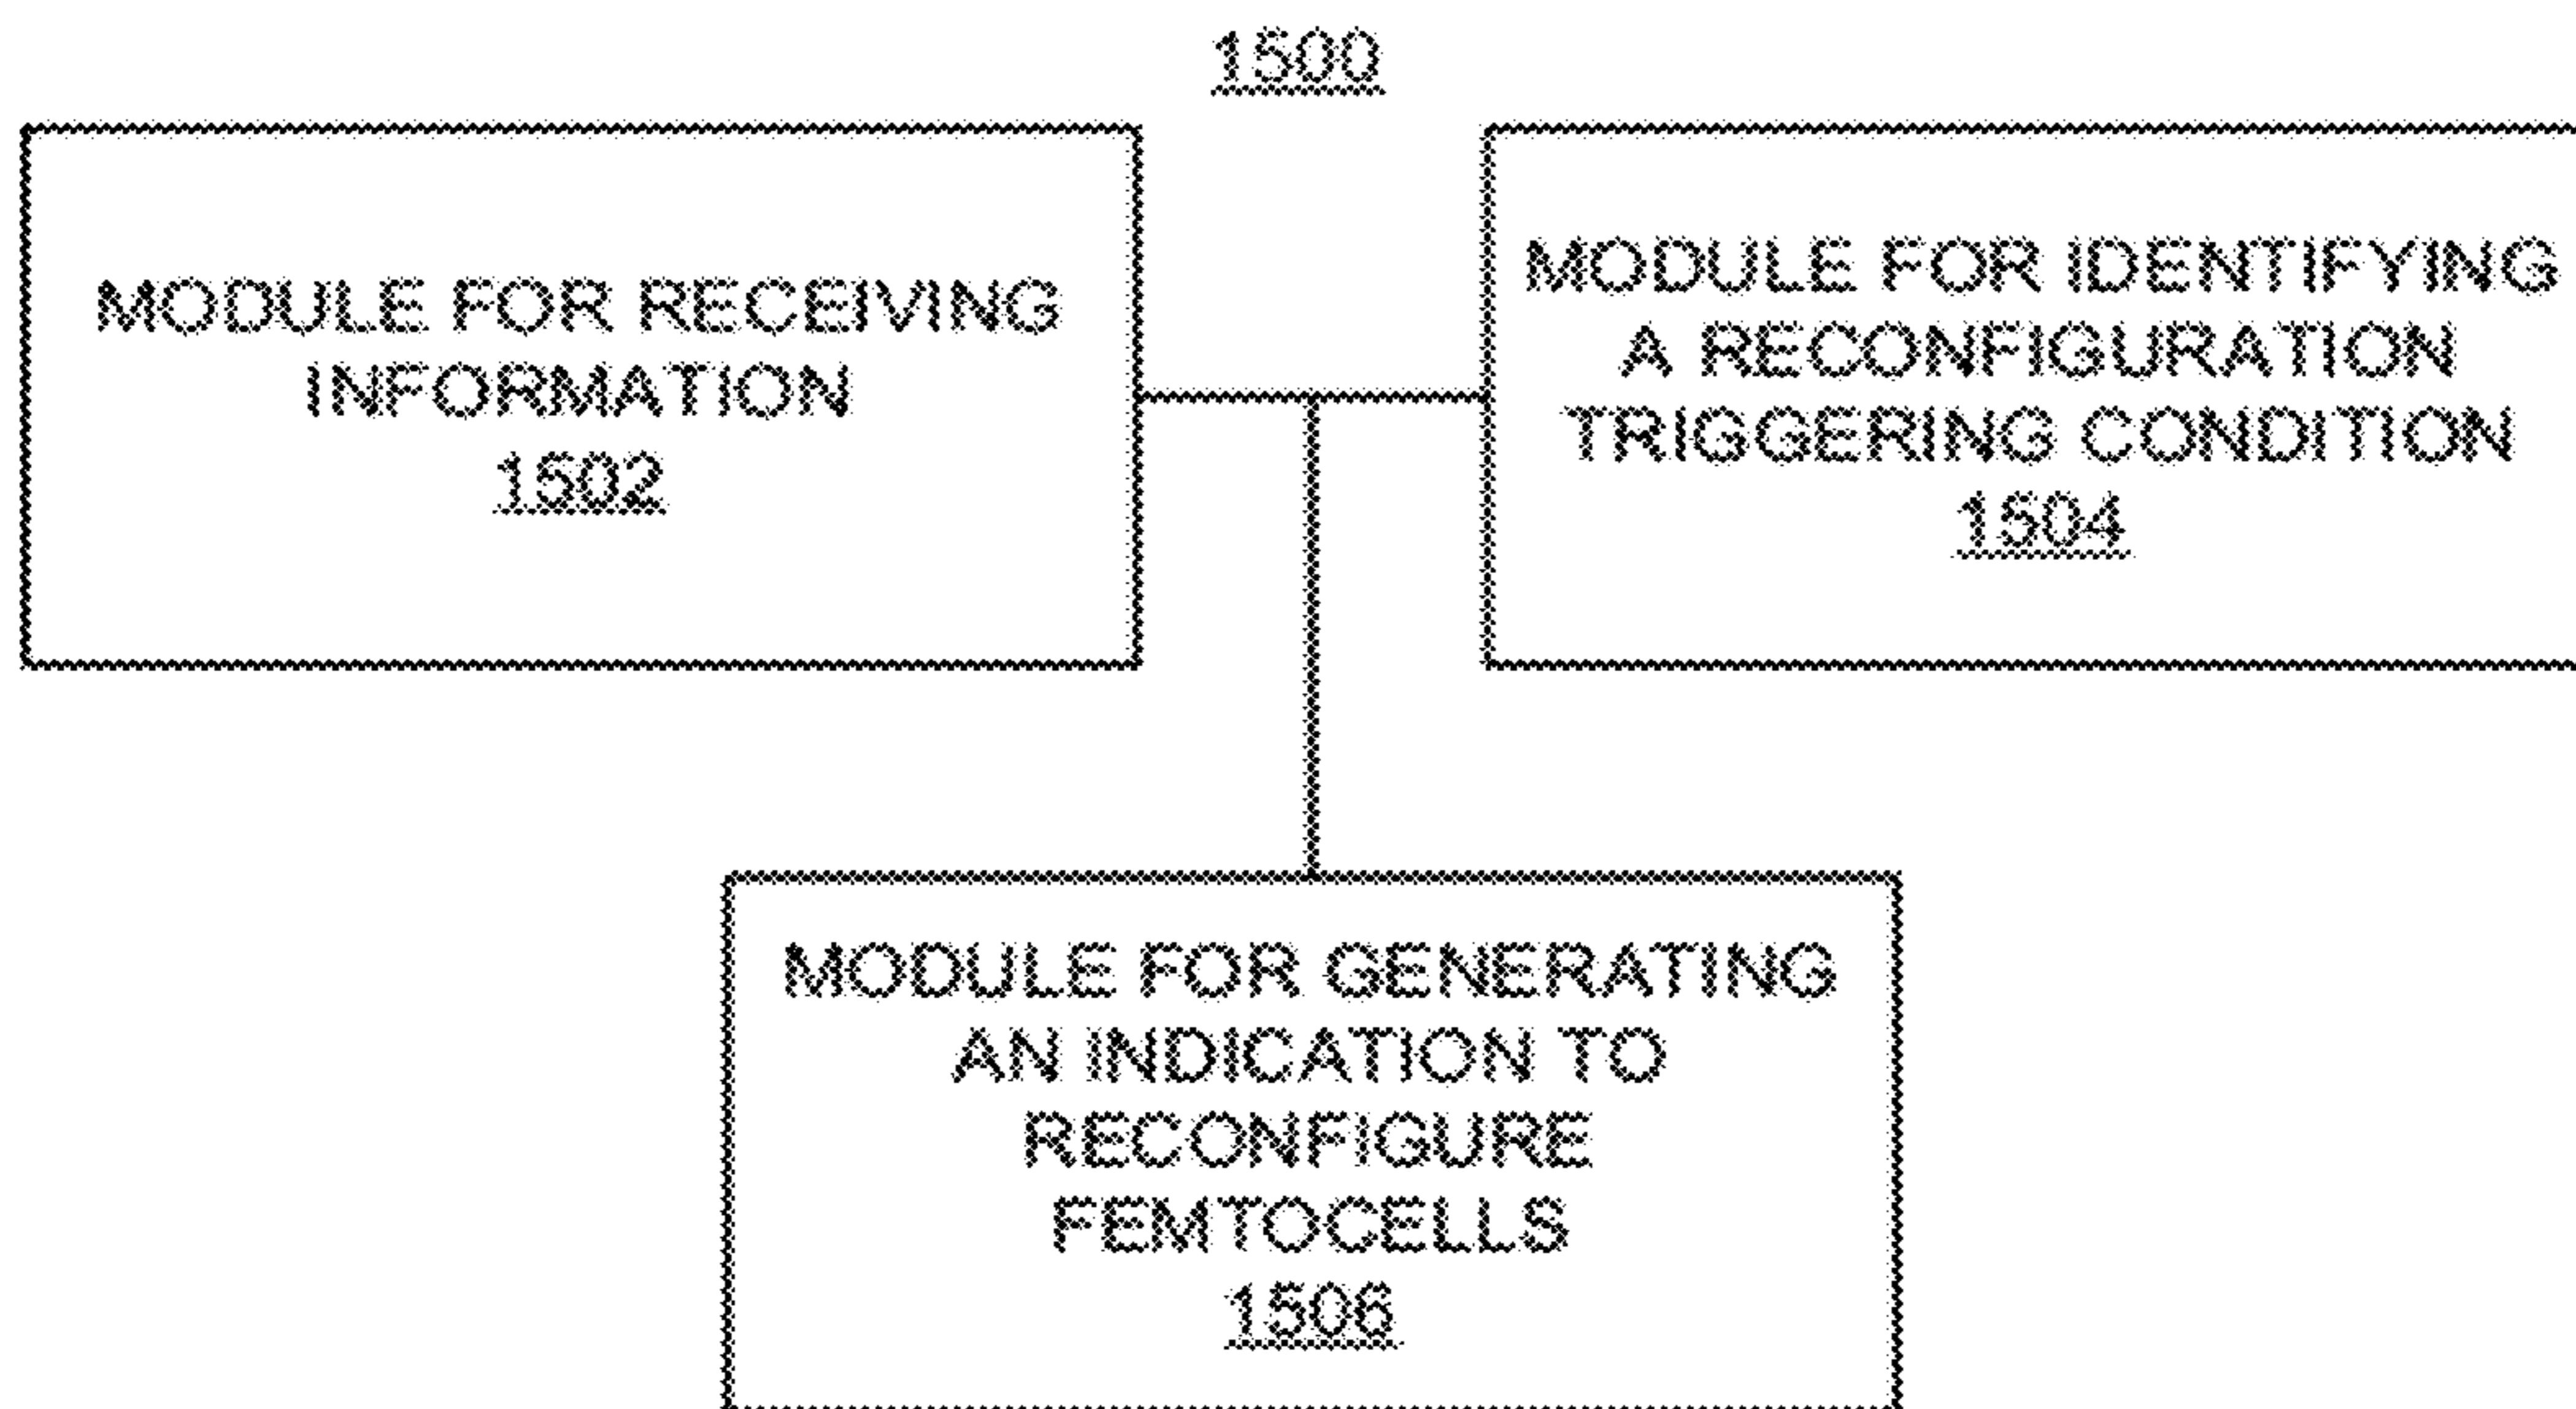 1500
MODULE FOR RECEIVING
INFORMATION
1502
MODULE FOR IDENTIFYING
A RECONFIGURATION
TRIGGERING CONDITION
1504
MODULE FOR GENERATING
AN INDICATION TO
RECONFIGURE
FEMTOCELLS
1506